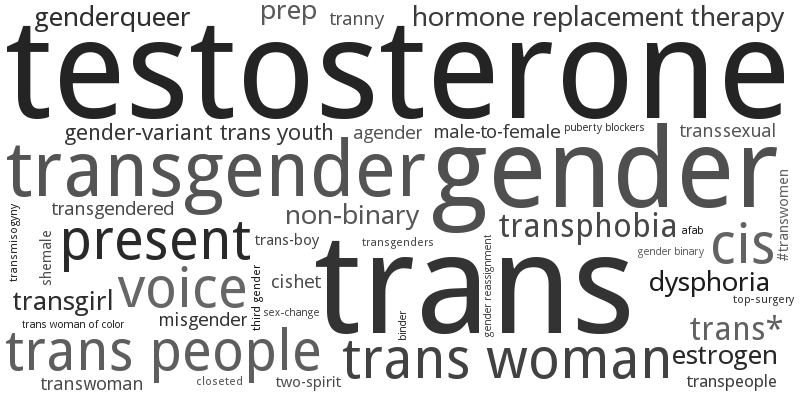 genderqueer prep tranny hormone replacement therapy
testosterone
gender-variant trans youth agender male-to-female puberty blockers transsexual
transgender gender
transmisogyny shemale transgendered non-binary transphobia afab cis #transwomen
present trans-boy transgenders gender binary
trans
voice third gender cishet gender reassignment dysphoria
transgirl sex-change top-surgery
trans woman of color misgender binder trans*
trans people trans woman estrogen
transwoman closeted two-spirit transpeople